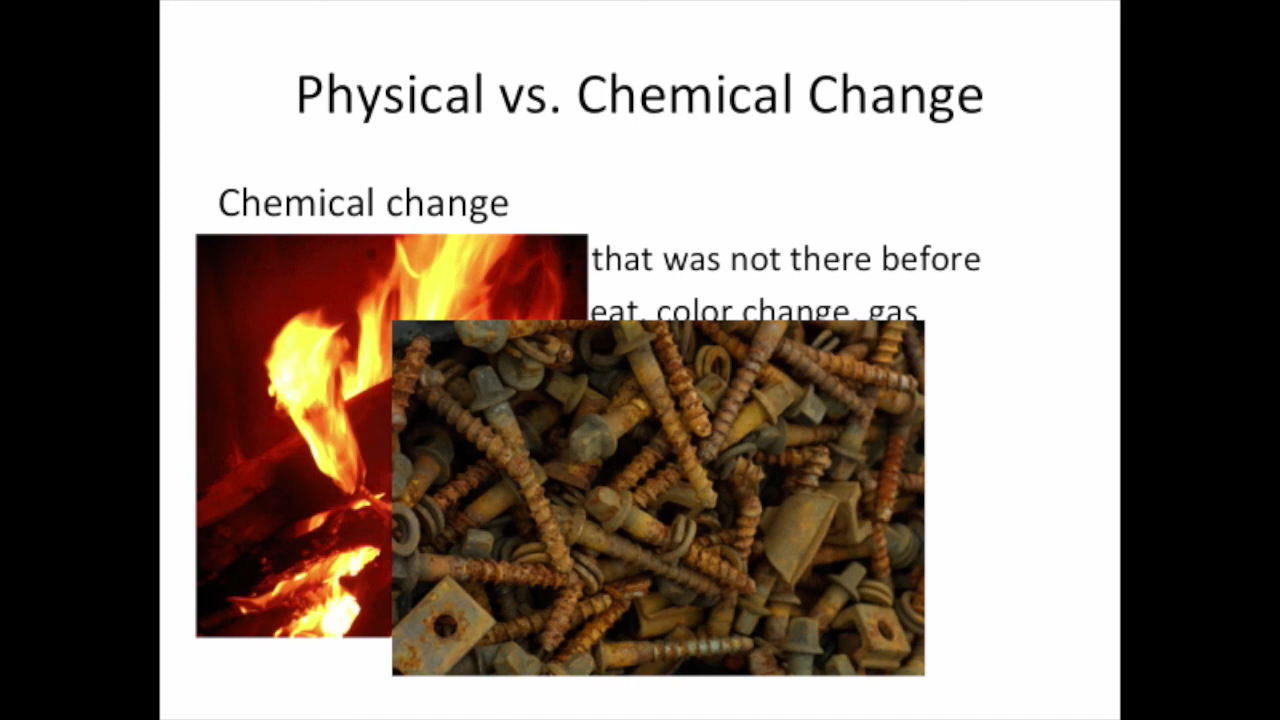 Physical vs. Chemical Change
Chemical change
that was not there before
eat, color change, gas